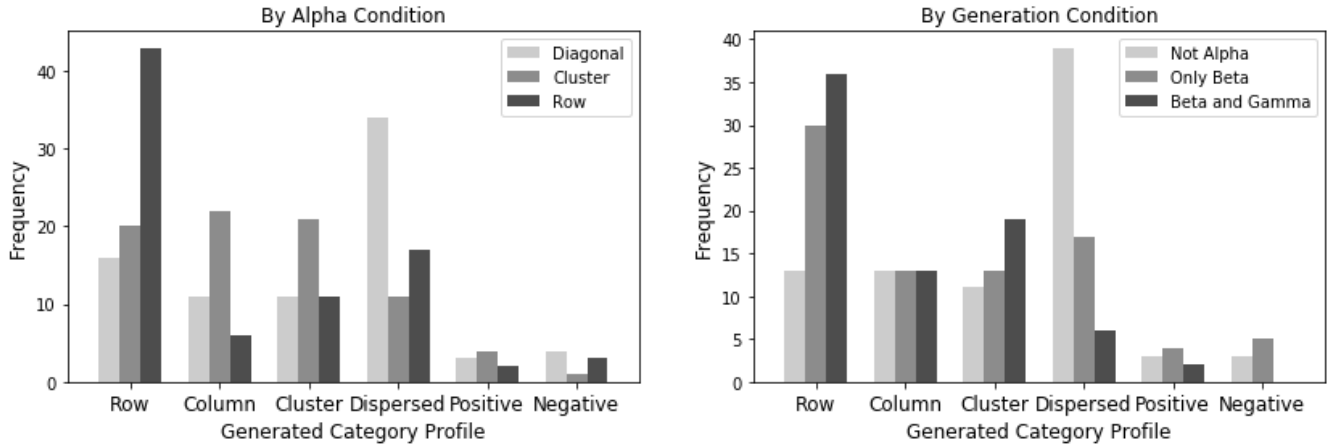 By Alpha Condition
Diagonal
Cluster
Row
Frequency
40
30
20
10
0
Row Column Cluster Dispersed Positive Negative
Generated Category Profile
By Generation Condition
Not Alpha
Only Beta
Beta and Gamma
Frequency
40
35
30
25
20
15
10
5
0
Row Column Cluster Dispersed Positive Negative
Generated Category Profile